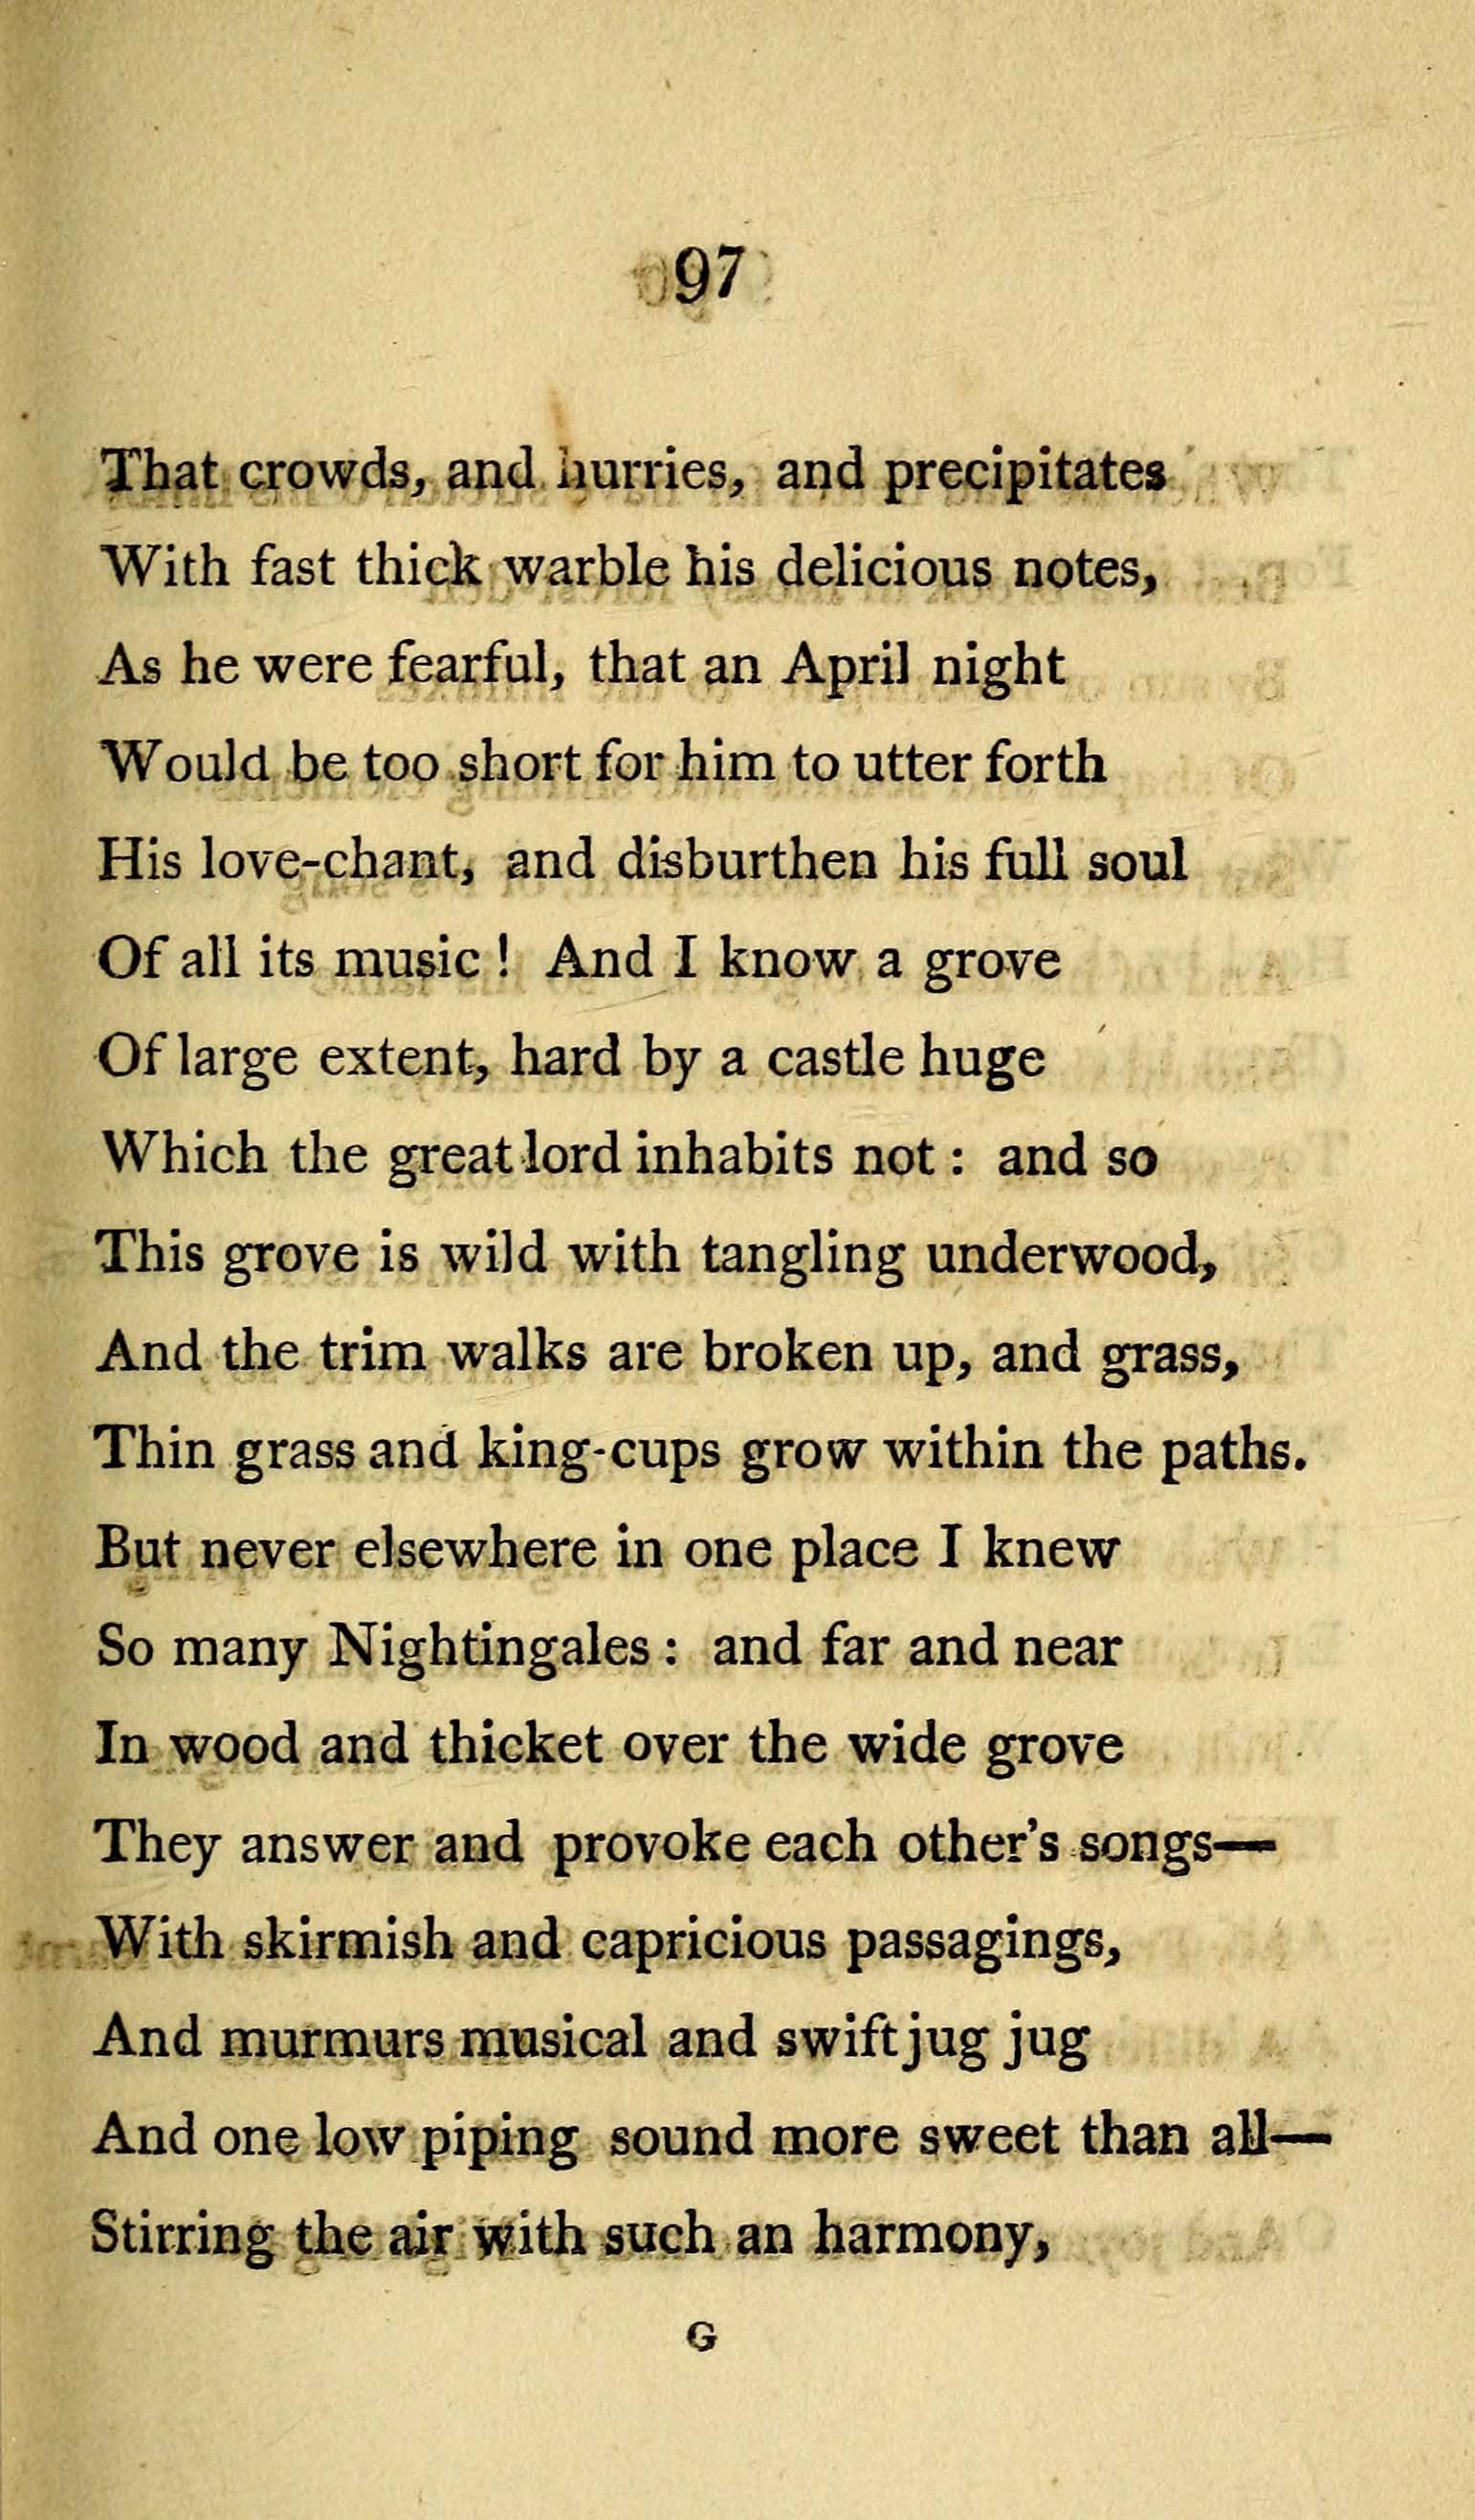 97
That crowds, and hurries, and precipitates
With fast thick warble his delicious notes,
As he were fearful, that an April night
Would be too short for him to utter forth
His love-chant, and disburthen his full soul
Of all its music ! And I know a grove
Of large extent, hard by a castle huge
Which the great lord inhabits not : and so
This grove is wild with tangling underwood,
And the trim walks are broken up, and grass,
Thin grass and king-cups grow within the paths.
But never elsewhere in one place I knew
So many Nightingales : and far and near
In wood and thicket over the wide grove
They answer and provoke each other's songs—
With skirmish and capricious passagings,
And murmurs musical and swift jug jug
And one low piping sound more sweet than all—
Stirring the air with such an harmony,
G